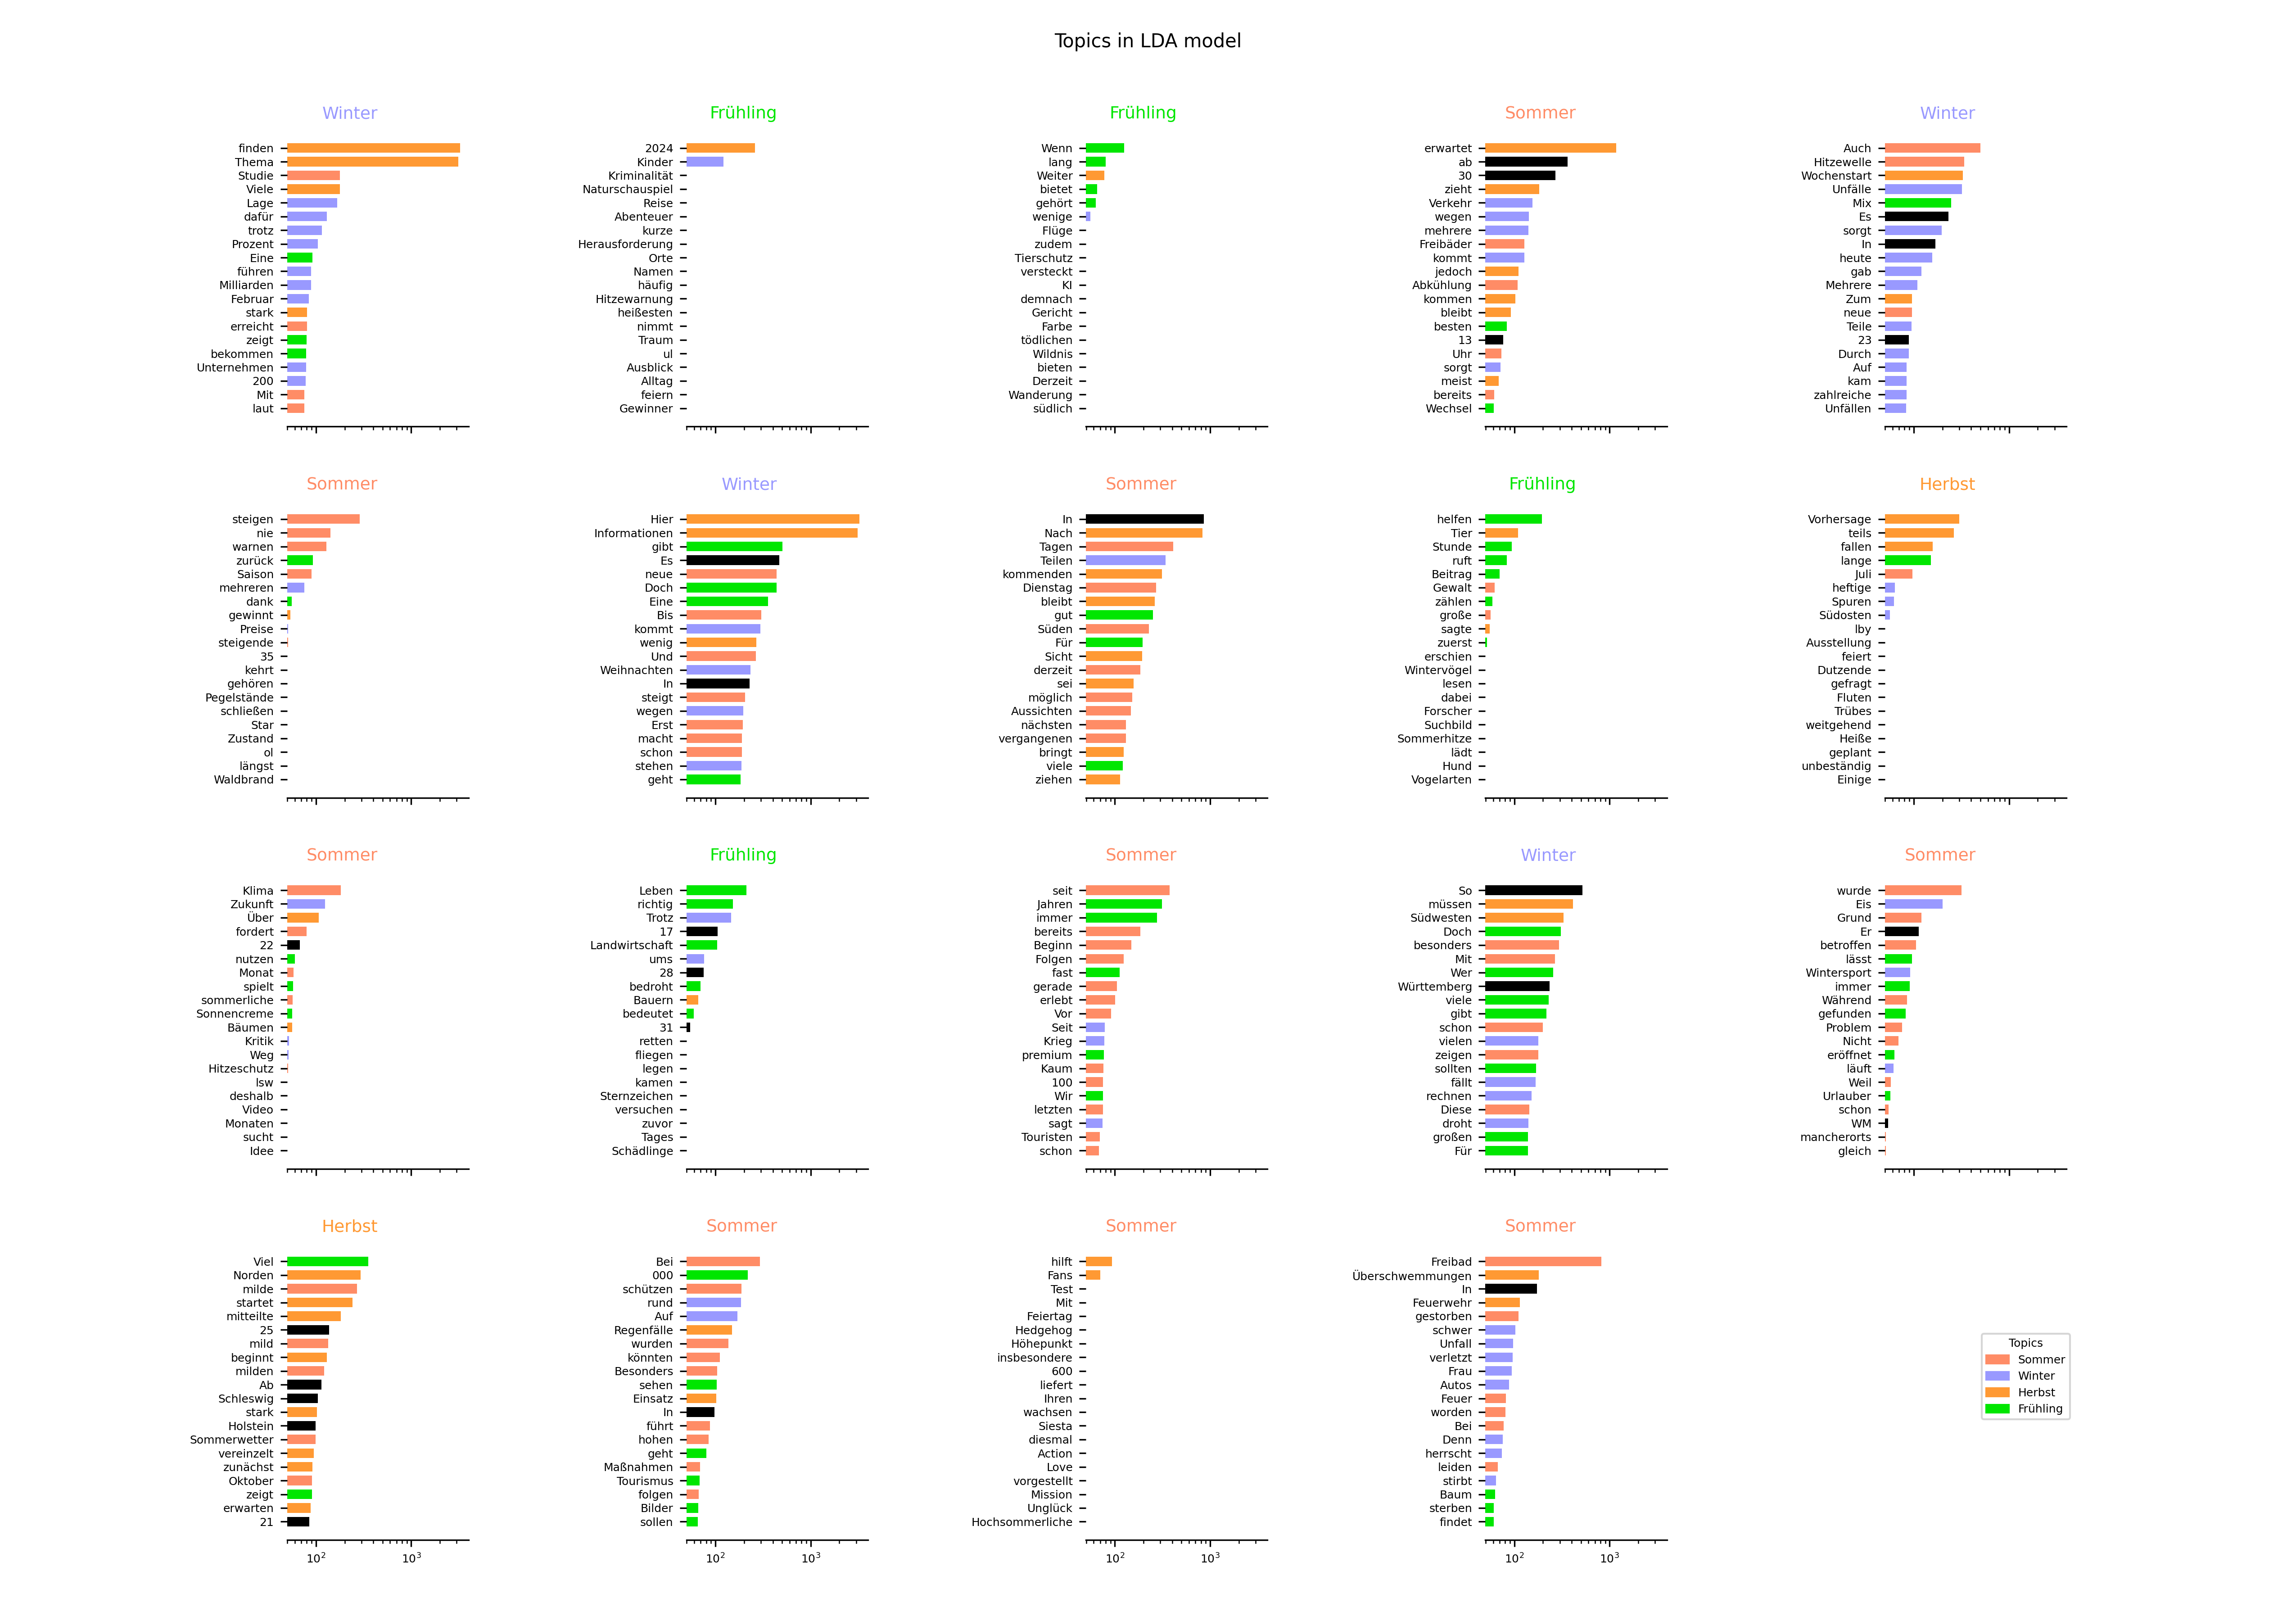 Topics in LDA model
Winter
finden
Thema
Studie
Viele
Lage
dafür
trotz
Prozent
Eine
führen
Milliarden
Februar
stark
erreicht
zeigt
bekommen
Unternehmen
200
Mit
laut
Frühling
2024
Kinder
Kriminalität
Naturschauspiel
Reise
Abenteuer
kurze
Herausforderung
Orte
Namen
häufig
Hitzewarnung
heißesten
nimmt
Traum
ul
Ausblick
Alltag
feiern
Gewinner
Frühling
Wenn
lang
Weiter
bietet
gehört
wenige
Flüge
zudem
Tierschutz
versteckt
KI
demnach
Gericht
Farbe
tödlichen
Wildnis
bieten
Derzeit
Wanderung
südlich
Sommer
erwartet
ab
30
zieht
Verkehr
wegen
mehrere
Freibäder
kommt
jedoch
Abkühlung
kommen
bleibt
besten
13
Uhr
sorgt
meist
bereits
Wechsel
Winter
Auch
Hitzewelle
Wochenstart
Unfälle
Mix
Es
sorgt
In
heute
gab
Mehrere
Zum
neue
Teile
23
Durch
Auf
kam
zahlreiche
Unfällen
Sommer
steigen
nie
warnen
zurück
Saison
mehreren
dank
gewinnt
Preise
steigende
35
kehrt
gehören
Pegelstände
schließen
Star
Zustand
ol
längst
Waldbrand
Winter
Hier
Informationen
gibt
Es
neue
Doch
Eine
Bis
kommt
wenig
Und
Weihnachten
In
steigt
wegen
Erst
macht
schon
stehen
geht
Sommer
In
Nach
Tagen
Teilen
kommenden
Dienstag
bleibt
gut
Süden
Für
Sicht
derzeit
sei
möglich
Aussichten
nächsten
vergangenen
bringt
viele
ziehen
Frühling
helfen
Tier
Stunde
ruft
Beitrag
Gewalt
zählen
große
sagte
zuerst
erschien
Wintervögel
lesen
dabei
Forscher
Suchbild
Sommerhitze
lädt
Hund
Vogelarten
Herbst
Vorhersage
teils
fallen
lange
Juli
heftige
Spuren
Südosten
lby
Ausstellung
feiert
Dutzende
gefragt
Fluten
Trübes
weitgehend
Heiße
geplant
unbeständig
Einige
Sommer
Klima
Zukunft
Über
fordert
22
nutzen
Monat
spielt
sommerliche
Sonnencreme
Bäumen
Kritik
Weg
Hitzeschutz
lsw
deshalb
Video
Monaten
sucht
Idee
Frühling
Leben
richtig
Trotz
17
Landwirtschaft
ums
28
bedroht
Bauern
bedeutet
31
retten
fliegen
legen
kamen
Sternzeichen
versuchen
zuvor
Tages
Schädlinge
Sommer
seit
Jahren
immer
bereits
Beginn
Folgen
fast
gerade
erlebt
Vor
Seit
Krieg
premium
Kaum
100
Wir
letzten
sagt
Touristen
schon
Winter
So
müssen
Südwesten
Doch
besonders
Mit
Wer
Württemberg
viele
gibt
schon
vielen
zeigen
sollten
fällt
rechnen
Diese
droht
großen
Für
Sommer
wurde
Eis
Grund
Er
betroffen
lässt
Wintersport
immer
Während
gefunden
Problem
Nicht
eröffnet
läuft
Weil
Urlauber
schon
WM
mancherorts
gleich
Herbst
Viel
Norden
milde
startet
mitteilte
25
mild
beginnt
milden
Ab
Schleswig
stark
Holstein
Sommerwetter
vereinzelt
zunächst
Oktober
zeigt
erwarten
21
10²
10³
Sommer
Bei
000
schützen
rund
Auf
Regenfälle
wurden
könnten
Besonders
sehen
Einsatz
In
führt
hohen
geht
Maßnahmen
Tourismus
folgen
Bilder
sollen
10²
10³
Sommer
hilft
Fans
Test
Mit
Feiertag
Hedgehog
Höhepunkt
insbesondere
600
liefert
Ihren
wachsen
Siesta
diesmal
Action
Love
vorgestellt
Mission
Unglück
Hochsommerliche
10²
10³
Sommer
Freibad
Überschwemmungen
In
Feuerwehr
gestorben
schwer
Unfall
verletzt
Frau
Autos
Feuer
worden
Bei
Denn
herrscht
leiden
stirbt
Baum
sterben
findet
10²
10³
Topics
Sommer
Winter
Herbst
Frühling